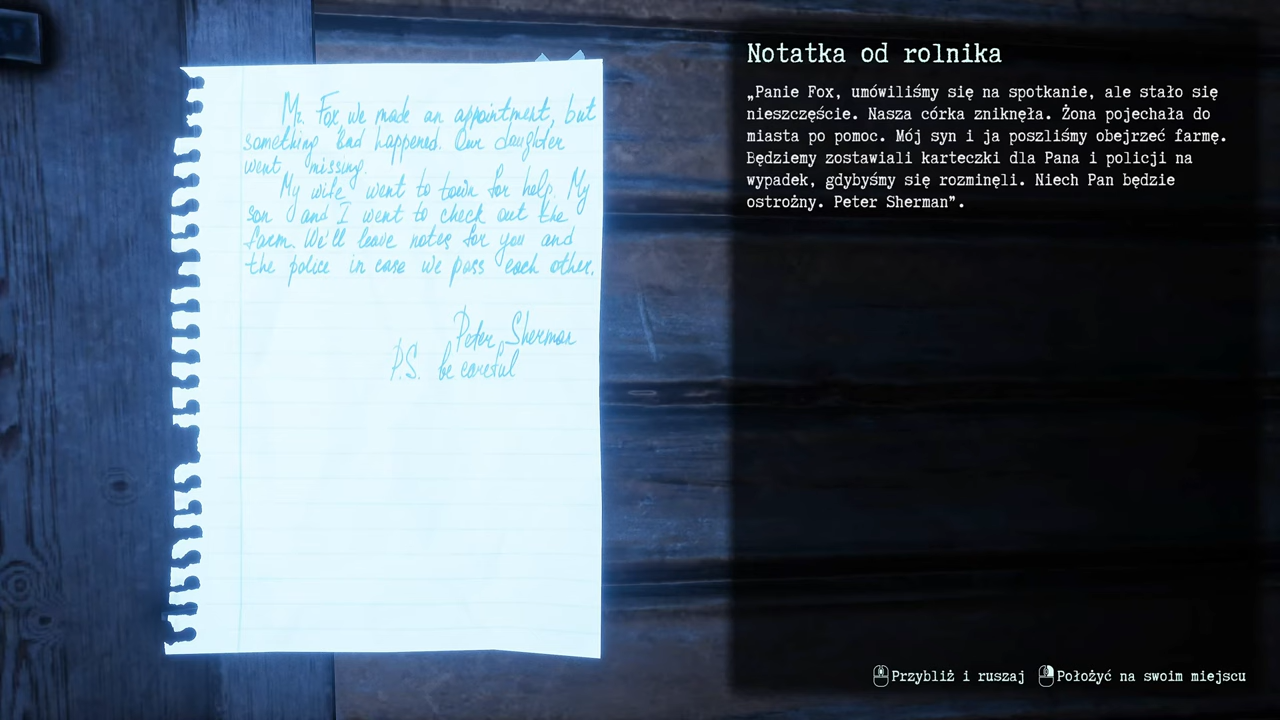 Mr. Fox, we made an appointment, but
something bad happened. Our daughter
went missing.
My wife went to town for help. My
son and I went to check out the
farm. We'll leave notes for you and
the police in case we pass each other.
Peter Sherman
P.S. be careful
Notatka od rolnika
„Panie Fox, umówiliśmy się na spotkanie, ale stało się
nieszczęście. Nasza córka zniknęła. Żona pojechała do
miasta po pomoc. Mój syn i ja poszliśmy obejrzeć farmę.
Będziemy zostawiali karteczki dla Pana i policji na
wypadek, gdybyśmy się rozminęli. Niech Pan będzie
ostrożny. Peter Sherman”.
Przybliż i ruszaj
Położyć na swoim miejscu